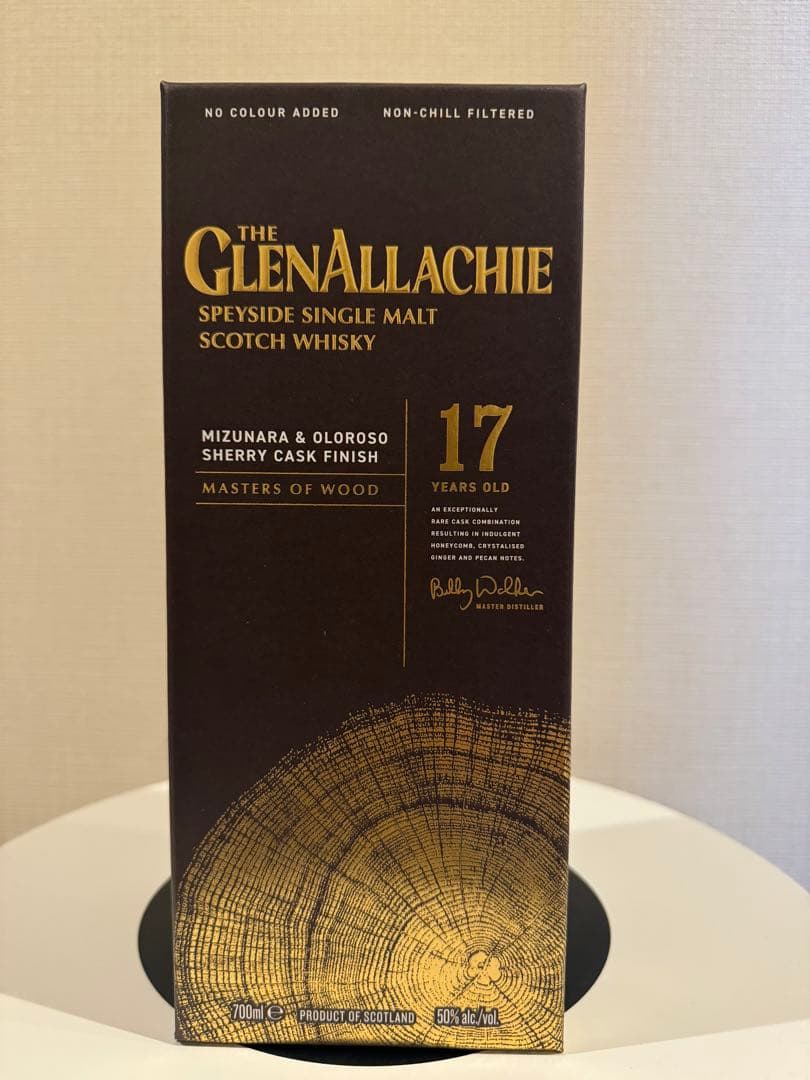 NO COLOUR ADDED
NON-CHILL FILTERED
THE
GLENALLACHIE
SPEYSIDE SINGLE MALT
SCOTCH WHISKY
MIZUNARA & OLOROSO
SHERRY CASK FINISH
MASTERS OF WOOD
17
YEARS OLD
AN EXCEPTIONALLY
RARE CASK COMBINATION
RESULTING IN INDULGENT
HONEYCOMB, CRYSTALISED
GINGER AND PECAN NOTES.
Billy Walker
MASTER DISTILLER
700ml e PRODUCT OF SCOTLAND 50% alc./vol.